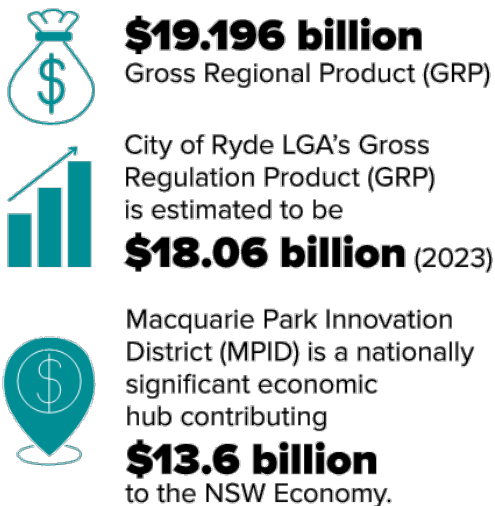 $19.196 billion
Gross Regional Product (GRP)
City of Ryde LGA’s Gross
Regulation Product (GRP)
is estimated to be
$18.06 billion (2023)
Macquarie Park Innovation
District (MPID) is a nationally
significant economic
hub contributing
$13.6 billion
to the NSW Economy.